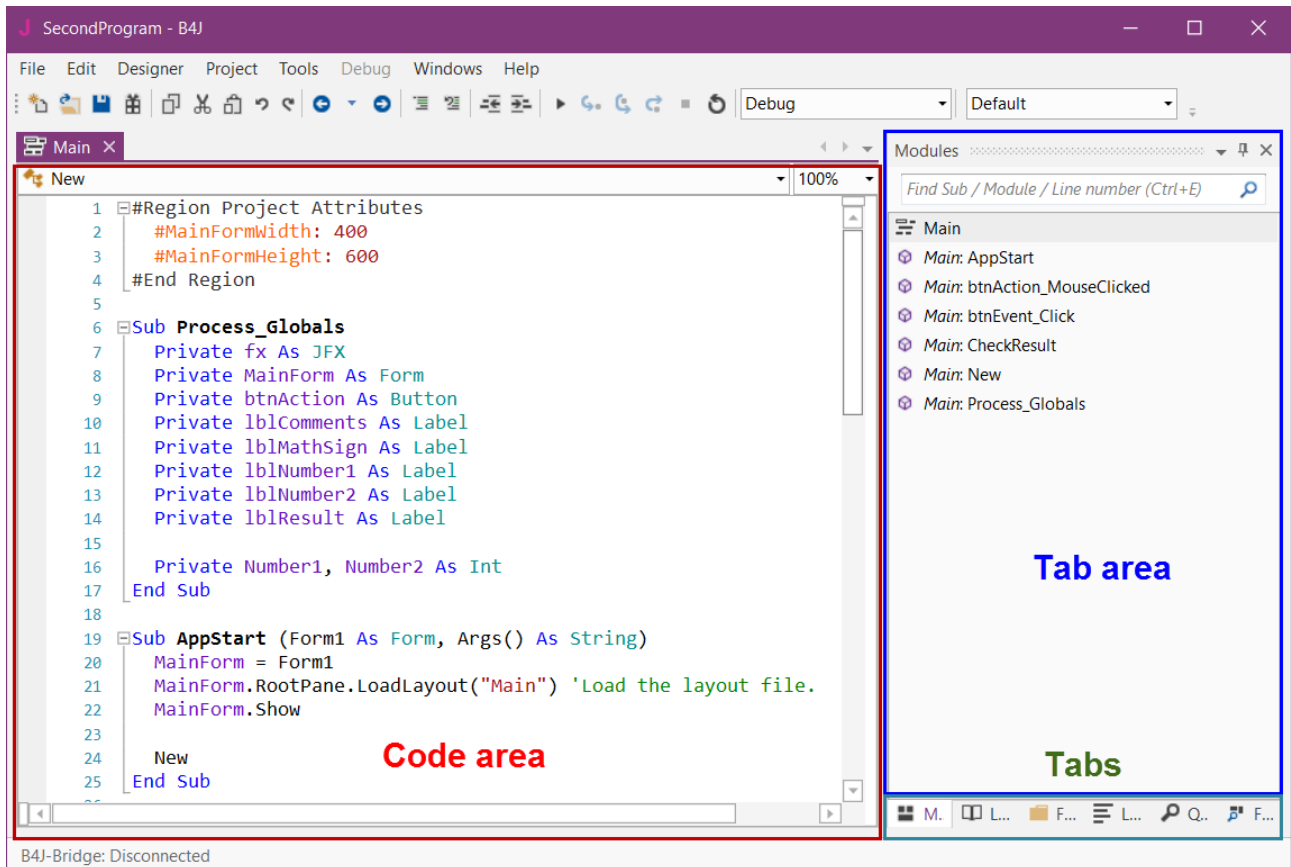 SecondProgram - B4J
File Edit Designer Project Tools Debug Windows Help
Debug Default
Main
Modules
New 100%
Find Sub / Module / Line number (Ctrl+E)
1 #Region Project Attributes
2 #MainFormWidth: 400
3 #MainFormHeight: 600
4 #End Region
5
6 Sub Process_Globals
7 Private fx As JFX
8 Private MainForm As Form
9 Private btnAction As Button
10 Private lblComments As Label
11 Private lblMathSign As Label
12 Private lblNumber1 As Label
13 Private lblNumber2 As Label
14 Private lblResult As Label
15
16 Private Number1, Number2 As Int
17 End Sub
18
19 Sub AppStart (Form1 As Form, Args() As String)
20 MainForm = Form1
21 MainForm.RootPane.LoadLayout("Main") 'Load the layout file.
22 MainForm.Show
23
24 New
25 End Sub
Code area
Main
Main: AppStart
Main: btnAction_MouseClicked
Main: btnEvent_Click
Main: CheckResult
Main: New
Main: Process_Globals
Tab area
Tabs
M. L... F... L... Q.. F...
B4J-Bridge: Disconnected